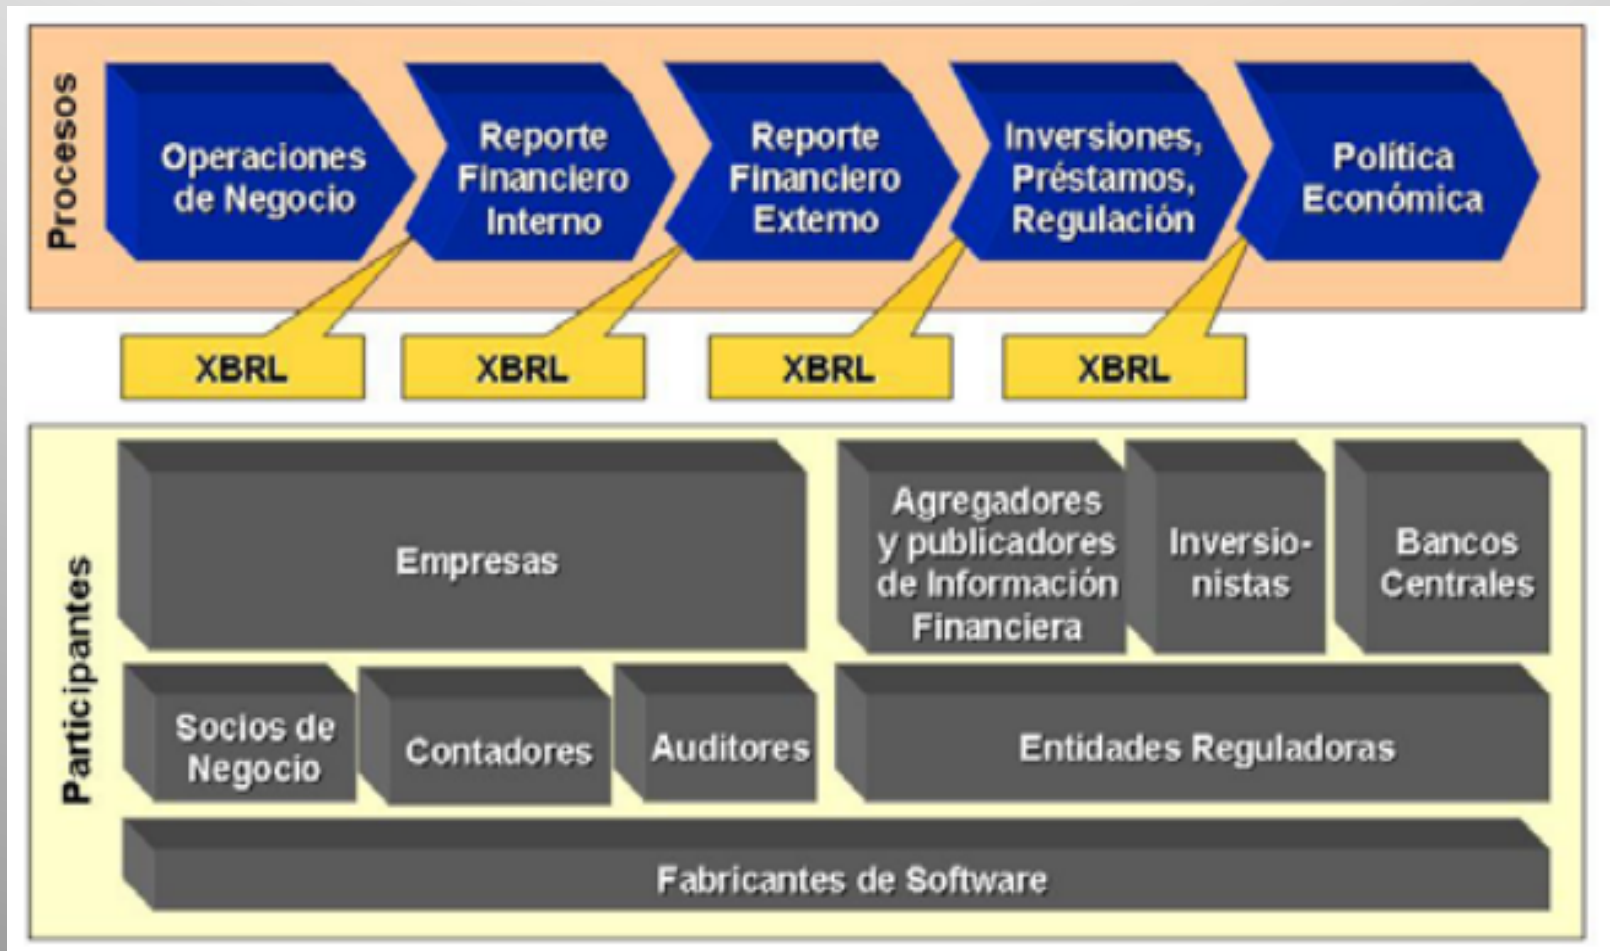 Procesos
Operaciones
de Negocio
Reporte
Financiero
Interno
Reporte
Financiero
Externo
Inversiones,
Préstamos,
Regulación
Política
Económica
XBRL
XBRL
XBRL
XBRL
Participantes
Empresas
Agregadores
y publicadores
de Información
Financiera
Inversio-
nistas
Bancos
Centrales
Socios de
Negocio
Contadores
Auditores
Entidades Reguladoras
Fabricantes de Software